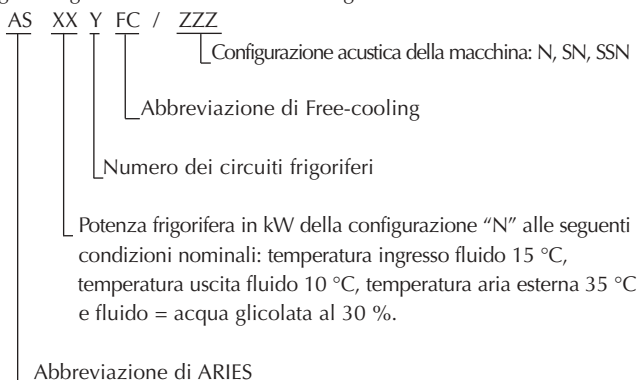 AS XX Y FC / ZZZ
Configurazione acustica della macchina: N, SN, SSN
Abbreviazione di Free-cooling
Numero dei circuiti frigoriferi
Potenza frigorifera in kW della configurazione “N” alle seguenti
condizioni nominali: temperatura ingresso fluido 15 °C,
temperatura uscita fluido 10 °C, temperatura aria esterna 35 °C
e fluido = acqua glicolata al 30 %.
Abbreviazione di ARIES